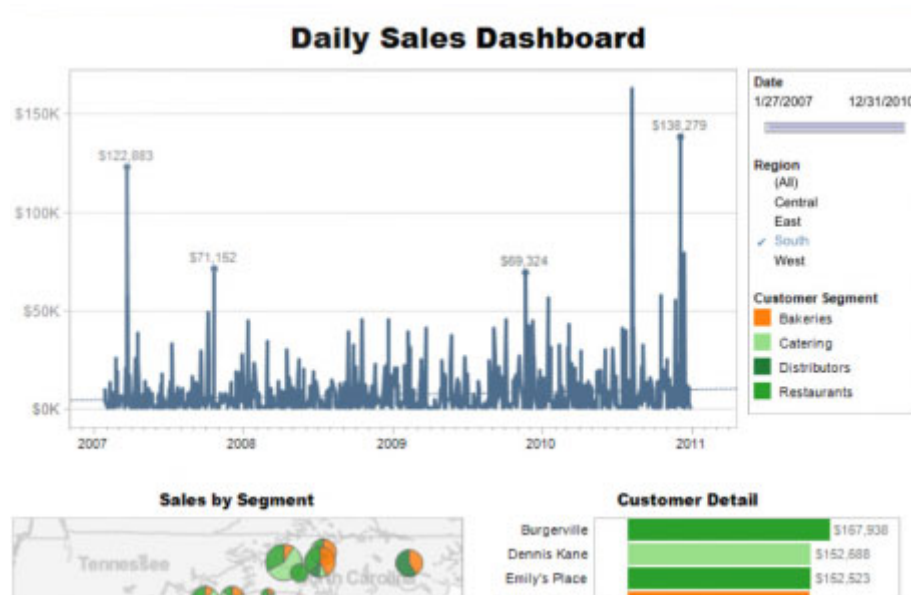 Daily Sales Dashboard
$150K
$100K
$50K
$0K
$122,883
$71,152
$69,324
$138,279
2007
2008
2009
2010
2011
Date
1/27/2007 12/31/2010
Region
(All)
Central
East
✓ South
West
Customer Segment
Bakeries
Catering
Distributors
Restaurants
Sales by Segment
Tennessee
Customer Detail
Burgerville $167,938
Dennis Kane $152,688
Emily's Place $152,523